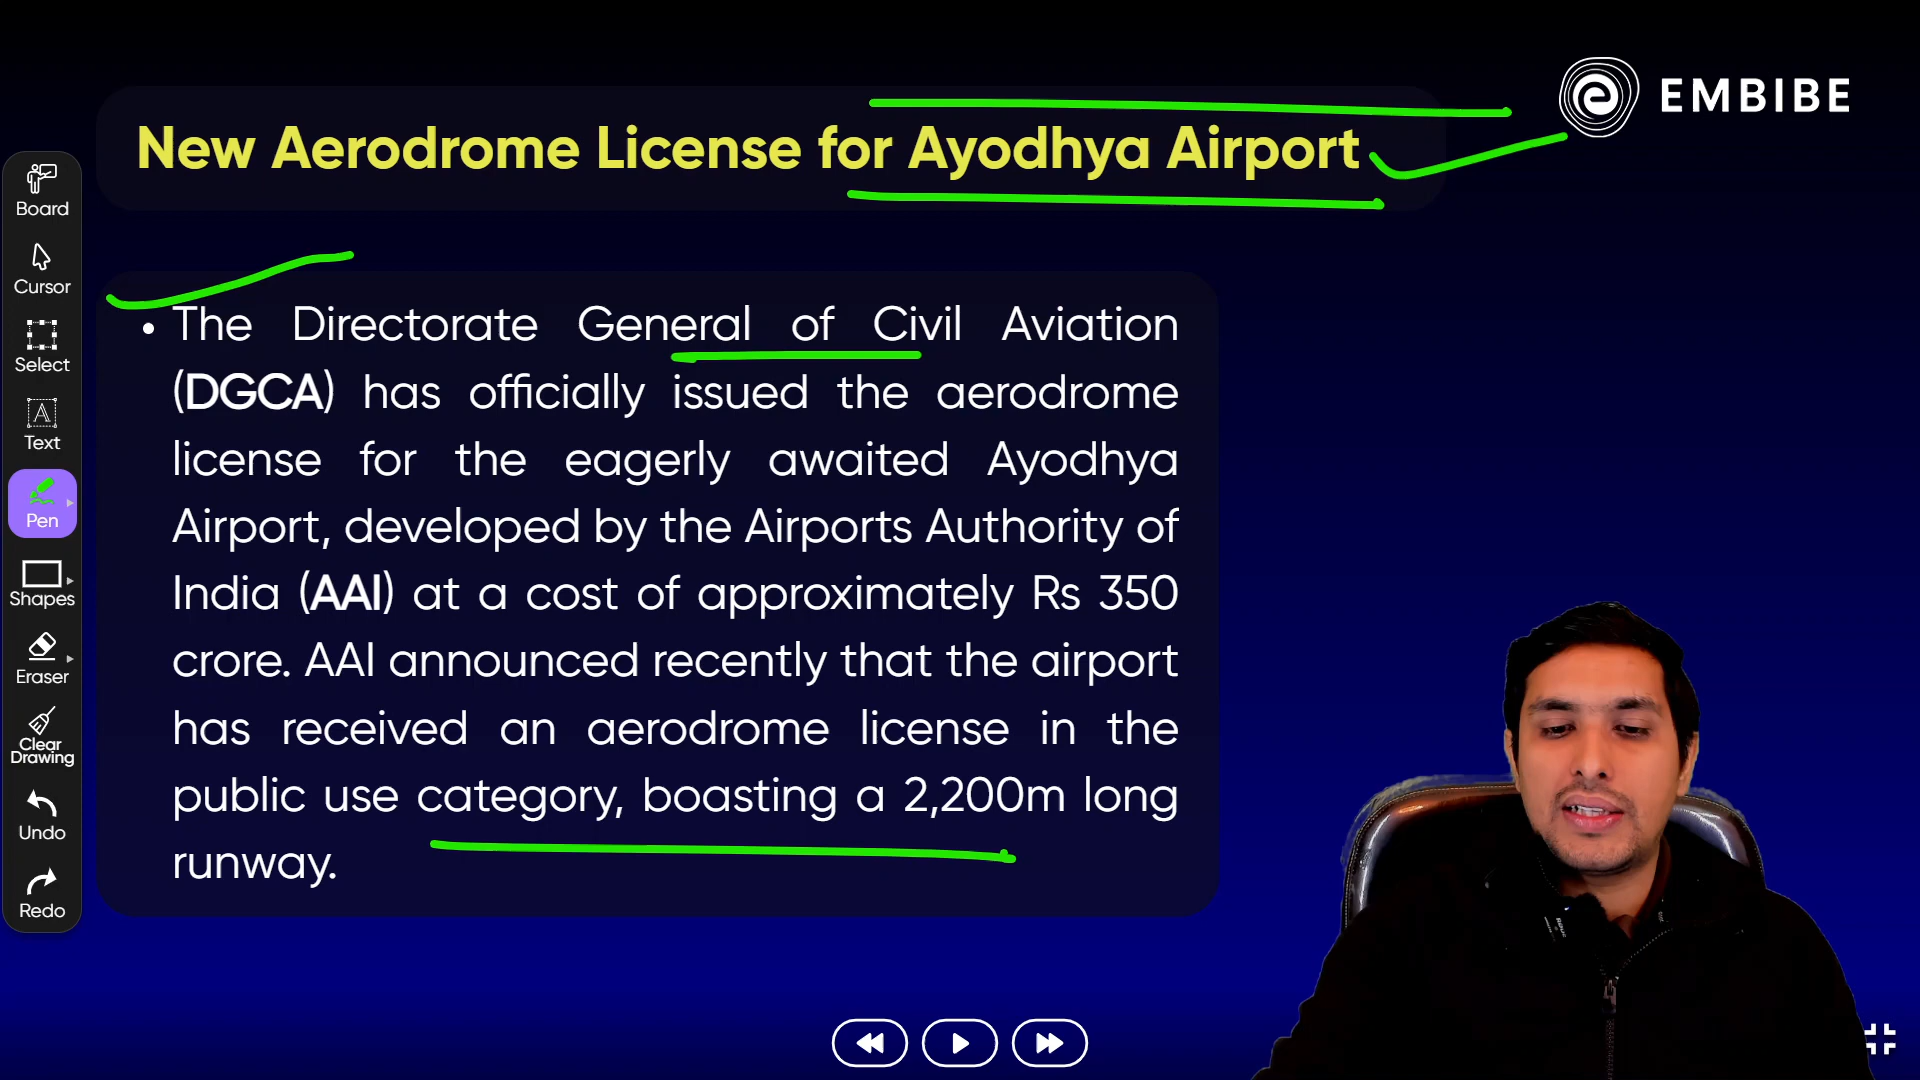 EMBIBE
New Aerodrome License for Ayodhya Airport
Board
Cursor
Select
Text
Pen
Shapes
Eraser
Clear
Drawing
Undo
Redo
• The Directorate General of Civil Aviation
(DGCA) has officially issued the aerodrome
license for the eagerly awaited Ayodhya
Airport, developed by the Airports Authority of
India (AAI) at a cost of approximately Rs 350
crore. AAI announced recently that the airport
has received an aerodrome license in the
public use category, boasting a 2,200m long
runway.